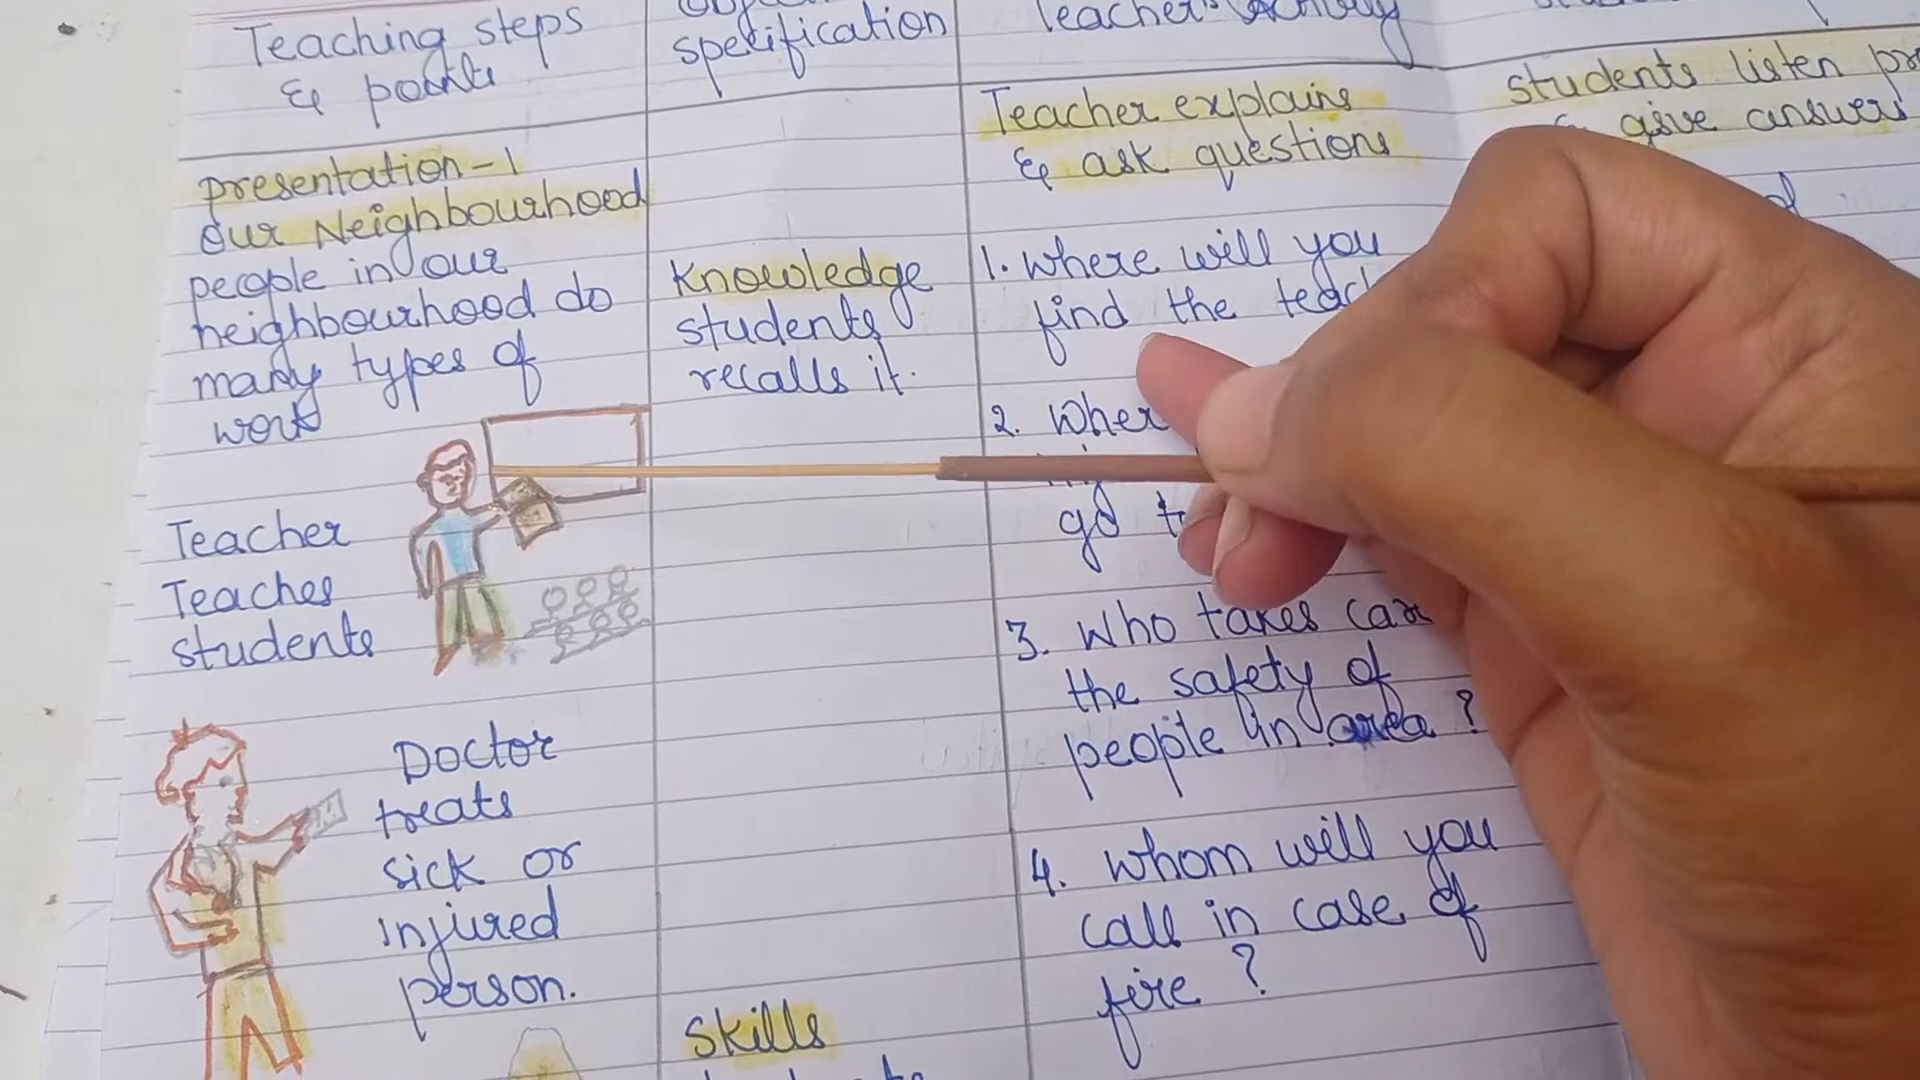 Teaching steps
& points
specification
Teacher's Activity
Presentation-1
Our Neighbourhood
people in our
neighbourhood do
many types of
work
Teacher
Teaches
students
Doctor
treats
sick or
injured
person.
Knowledge
students
recalls it.
Skills
Teacher explains
& ask questions
1. Where will you
find the
2.
go
3. Who takes
the safety of
people in area ?
4. Whom will you
call in case of
fire ?
students listen
give answers